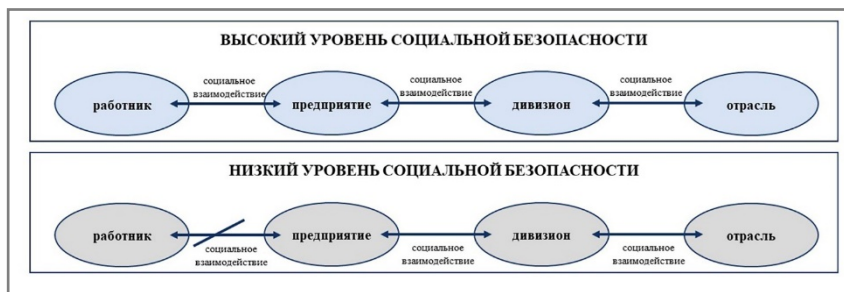 ВЫСОКИЙ УРОВЕНЬ СОЦИАЛЬНОЙ БЕЗОПАСНОСТИ
социальное
взаимодействие
социальное
взаимодействие
социальное
взаимодействие
работник
предприятие
дивизион
отрасль
НИЗКИЙ УРОВЕНЬ СОЦИАЛЬНОЙ БЕЗОПАСНОСТИ
работник
предприятие
дивизион
отрасль
социальное
взаимодействие
социальное
взаимодействие
социальное
взаимодействие